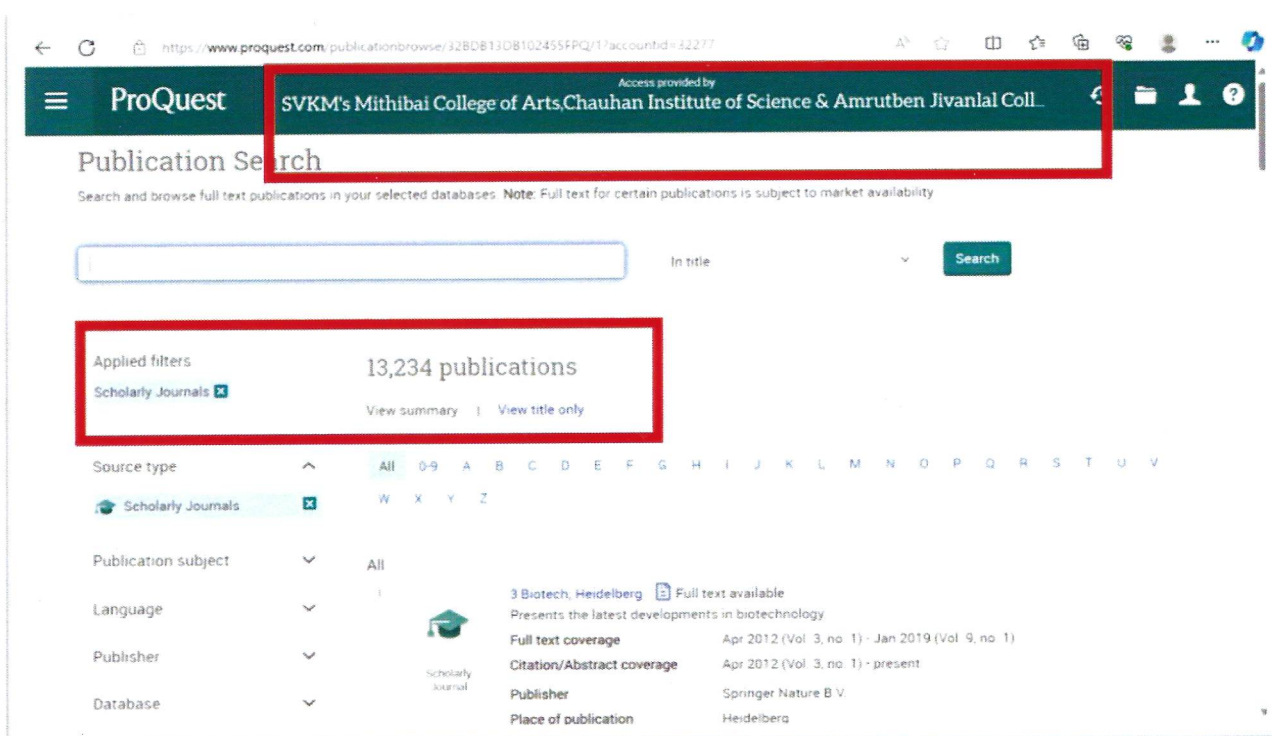 https://www.proquest.com/publicationbrowse/32BDB13DB102455FPQ/1?accountid=32277
ProQuest
Access provided by
SVKM's Mithibai College of Arts,Chauhan Institute of Science & Amrutben Jivanlal Coll...
Publication Search
Search and browse full text publications in your selected databases. Note: Full text for certain publications is subject to market availability
In title
Search
Applied filters
13,234 publications
Scholarly Journals
View summary | View title only
Source type
All 0-9 A B C D E F G H I J K L M N O P Q R S T U V
Scholarly Journals
W X Y Z
Publication subject
All
1
3 Biotech, Heidelberg Full text available
Presents the latest developments in biotechnology
Language
Full text coverage Apr 2012 (Vol. 3, no. 1) - Jan 2019 (Vol. 9, no. 1)
Publisher
Citation/Abstract coverage Apr 2012 (Vol. 3, no. 1) - present
Scholarly
Journal
Publisher Springer Nature B.V.
Database
Place of publication Heidelberg